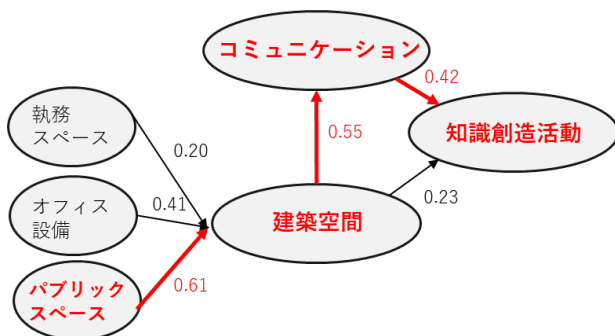 コミュニケーション
0.42
執務
スペース
0.55
知識創造活動
0.20
オフィス
設備
0.41
建築空間
0.23
パブリック
スペース
0.61